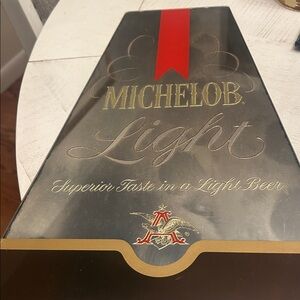 MICHELOB
Light
Superior Taste in a Light Beer
A